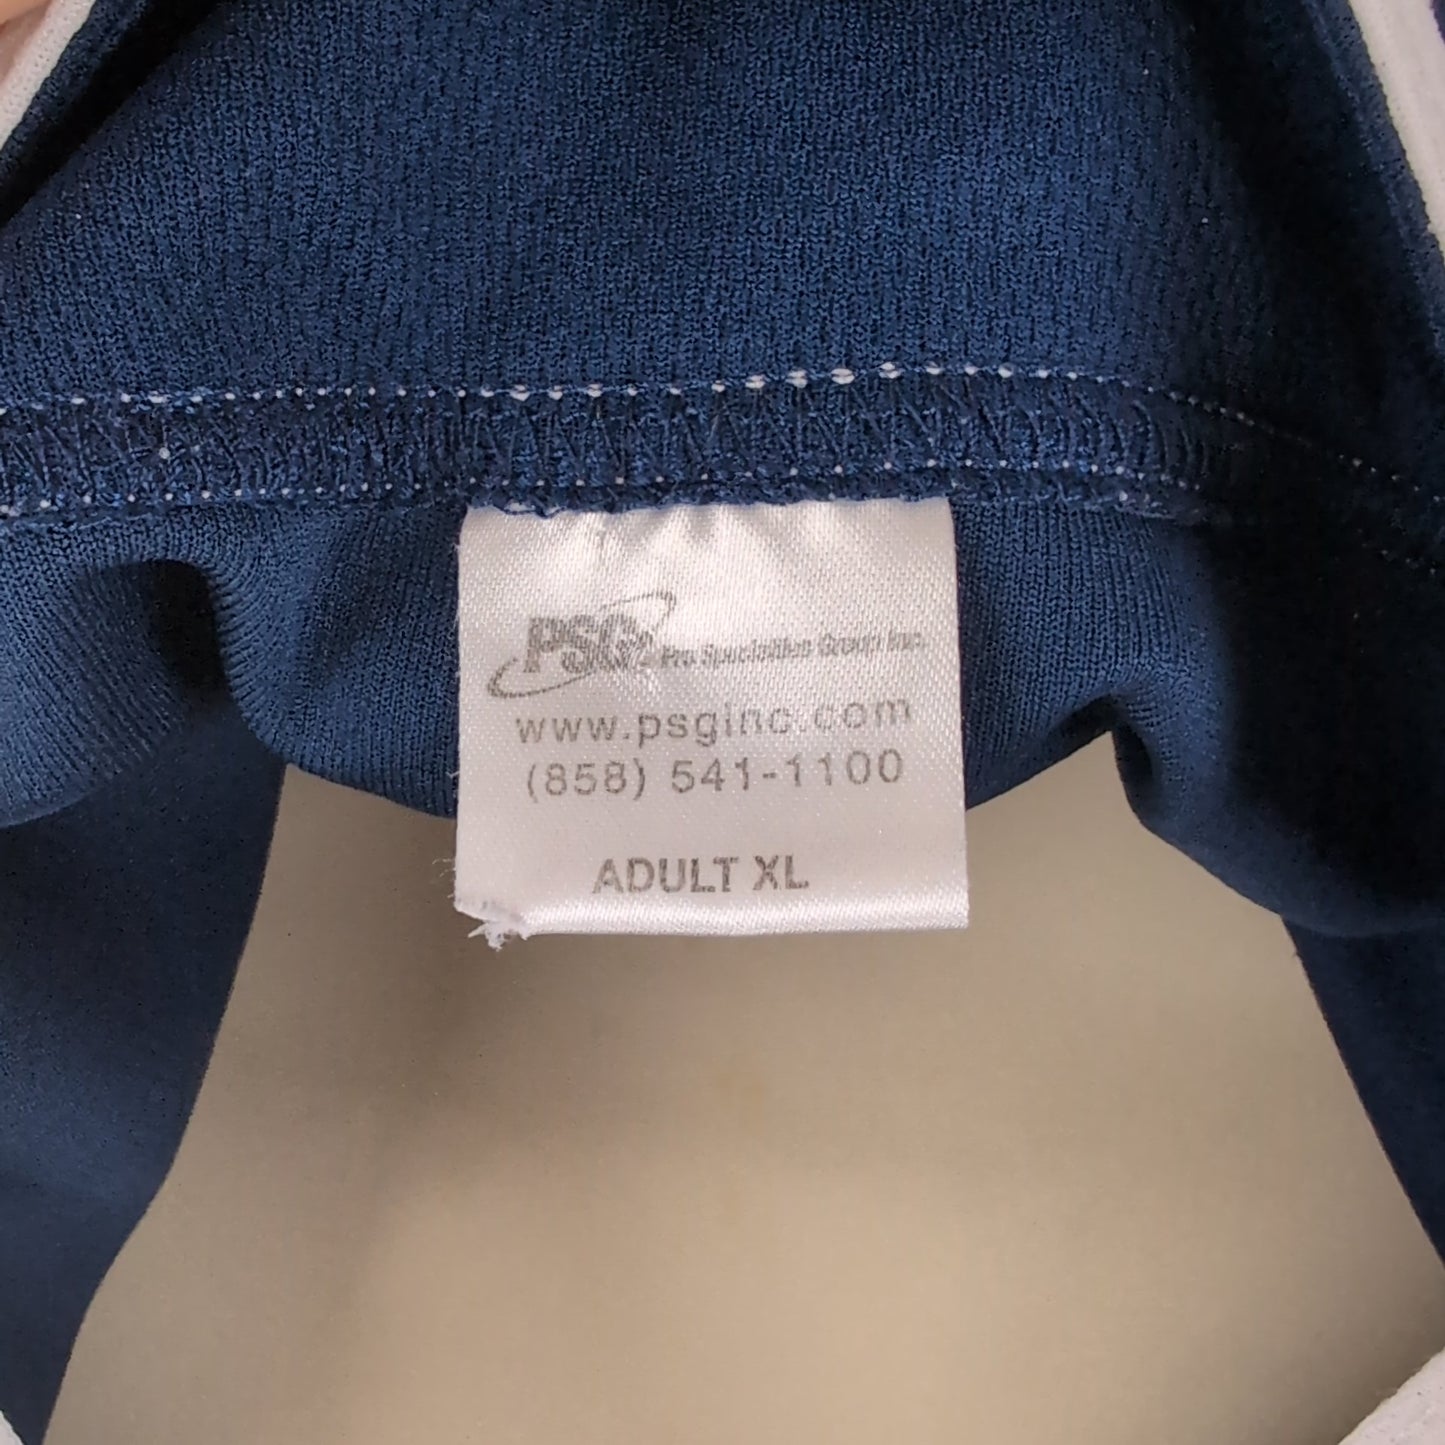 PSG Pro Specialties Group Inc.
www.psginc.com
(858) 541-1100
ADULT XL